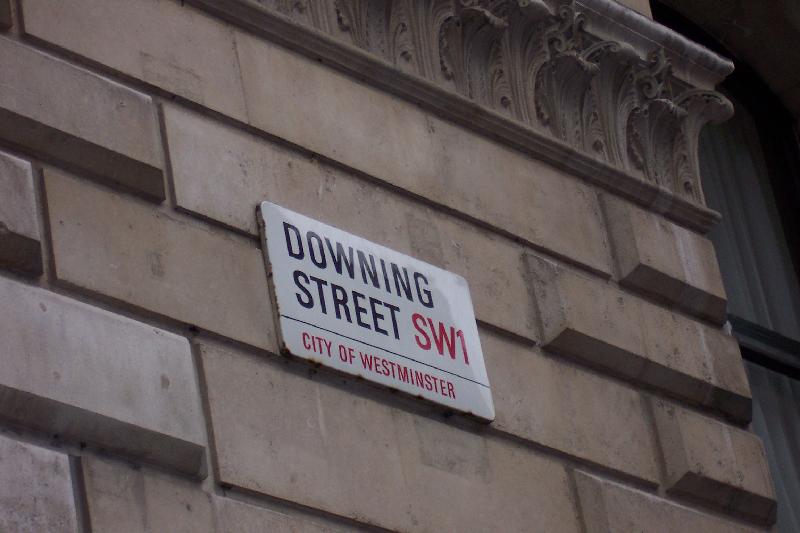 DOWNING
STREET SW1
CITY OF WESTMINSTER